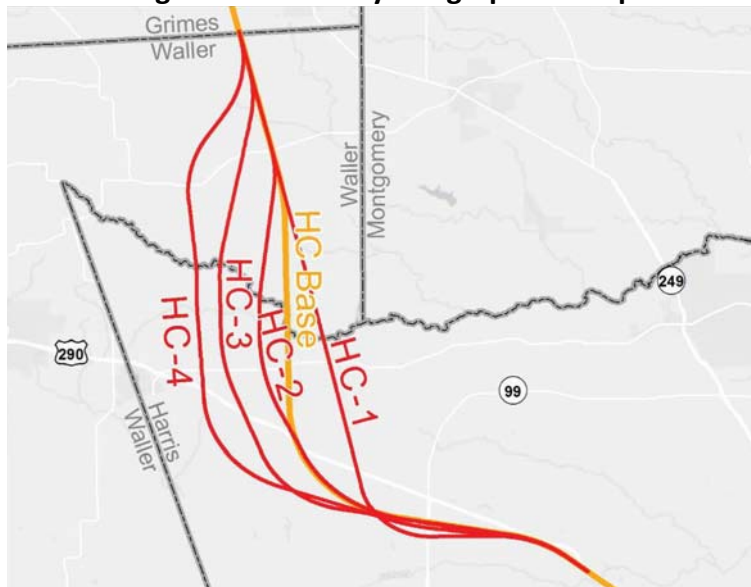 Grimes
Waller
Waller
Montgomery
HC-Base
HC-4
HC-3
HC-2
HC-1
249
290
99
Harris
Waller